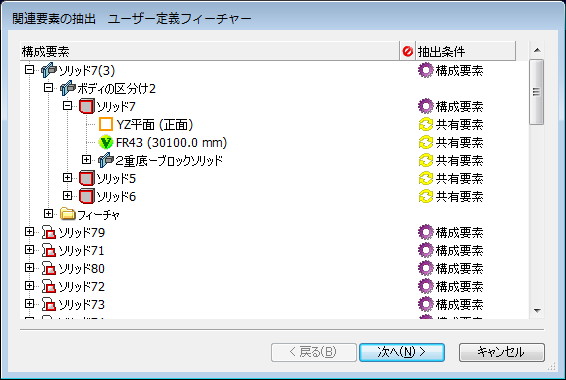 関連要素の抽出　ユーザー定義フィーチャー
構成要素 抽出条件
ソリッド7(3) 構成要素
ボディの区分け2
ソリッド7 構成要素
YZ平面 (正面) 共有要素
FR43 (30100.0 mm) 共有要素
2重底ーブロックソリッド 共有要素
ソリッド5 共有要素
ソリッド6 共有要素
フィーチャ
ソリッド79 構成要素
ソリッド71 構成要素
ソリッド80 構成要素
ソリッド72 構成要素
ソリッド73 構成要素
< 戻る(B) 次へ(N) > キャンセル